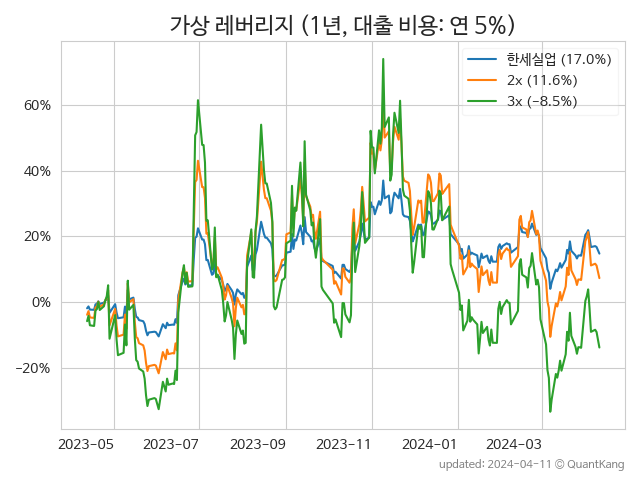 가상 레버리지 (1년, 대출 비용: 연 5%)
한세실업 (17.0%)
2x (11.6%)
3x (−8.5%)
60%
40%
20%
0%
−20%
2023-05 2023-07 2023-09 2023-11 2024-01 2024-03
updated: 2024-04-11 © QuantKang